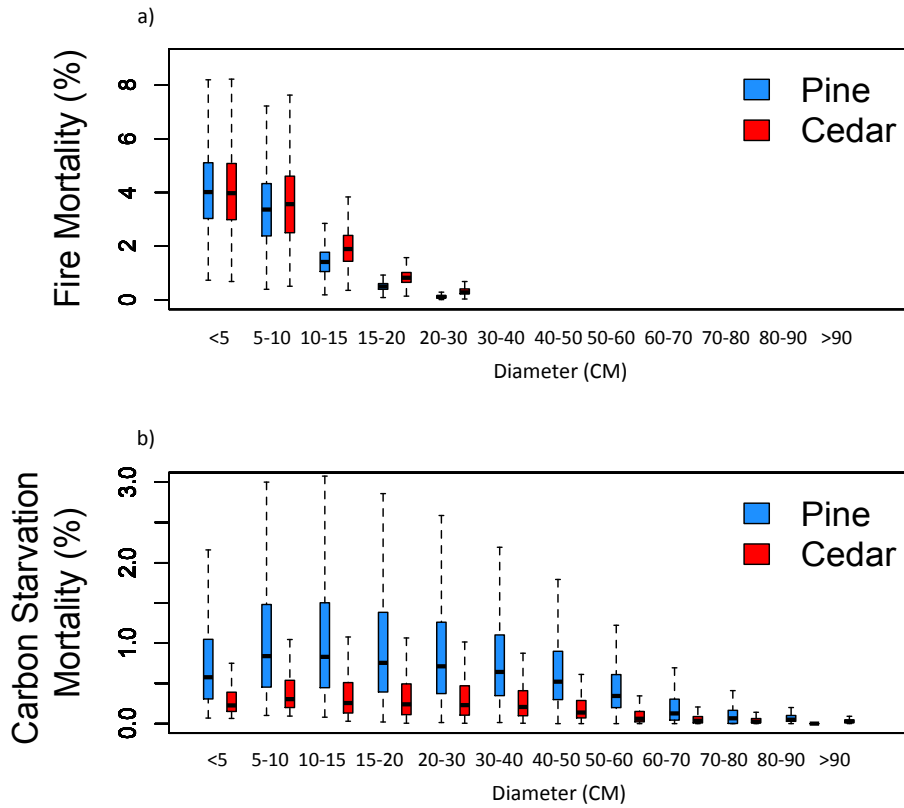 a)
Fire Mortality (%)
8
6
4
2
0
Pine
Cedar
<5 5-10 10-15 15-20 20-30 30-40 40-50 50-60 60-70 70-80 80-90 >90
Diameter (CM)
b)
Carbon Starvation
Mortality (%)
3.0
2.0
1.0
0.0
Pine
Cedar
<5 5-10 10-15 15-20 20-30 30-40 40-50 50-60 60-70 70-80 80-90 >90
Diameter (CM)